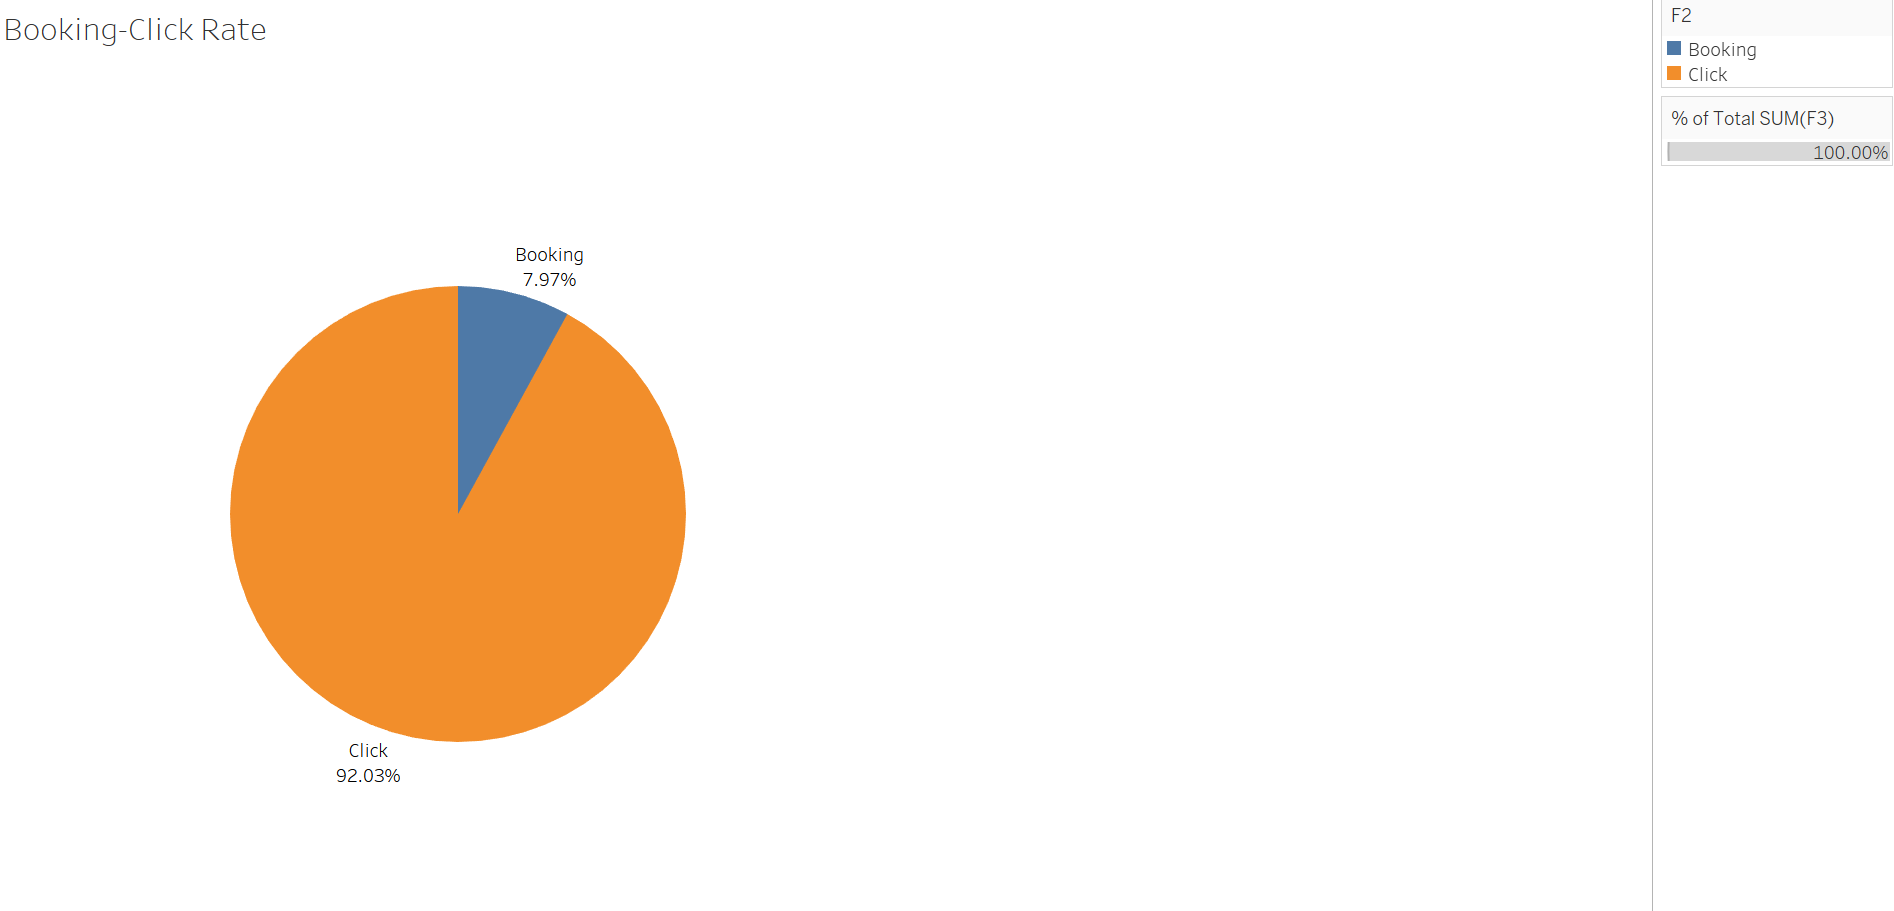 Booking-Click Rate
Booking
7.97%
Click
92.03%
F2
Booking
Click
% of Total SUM(F3)
100.00%